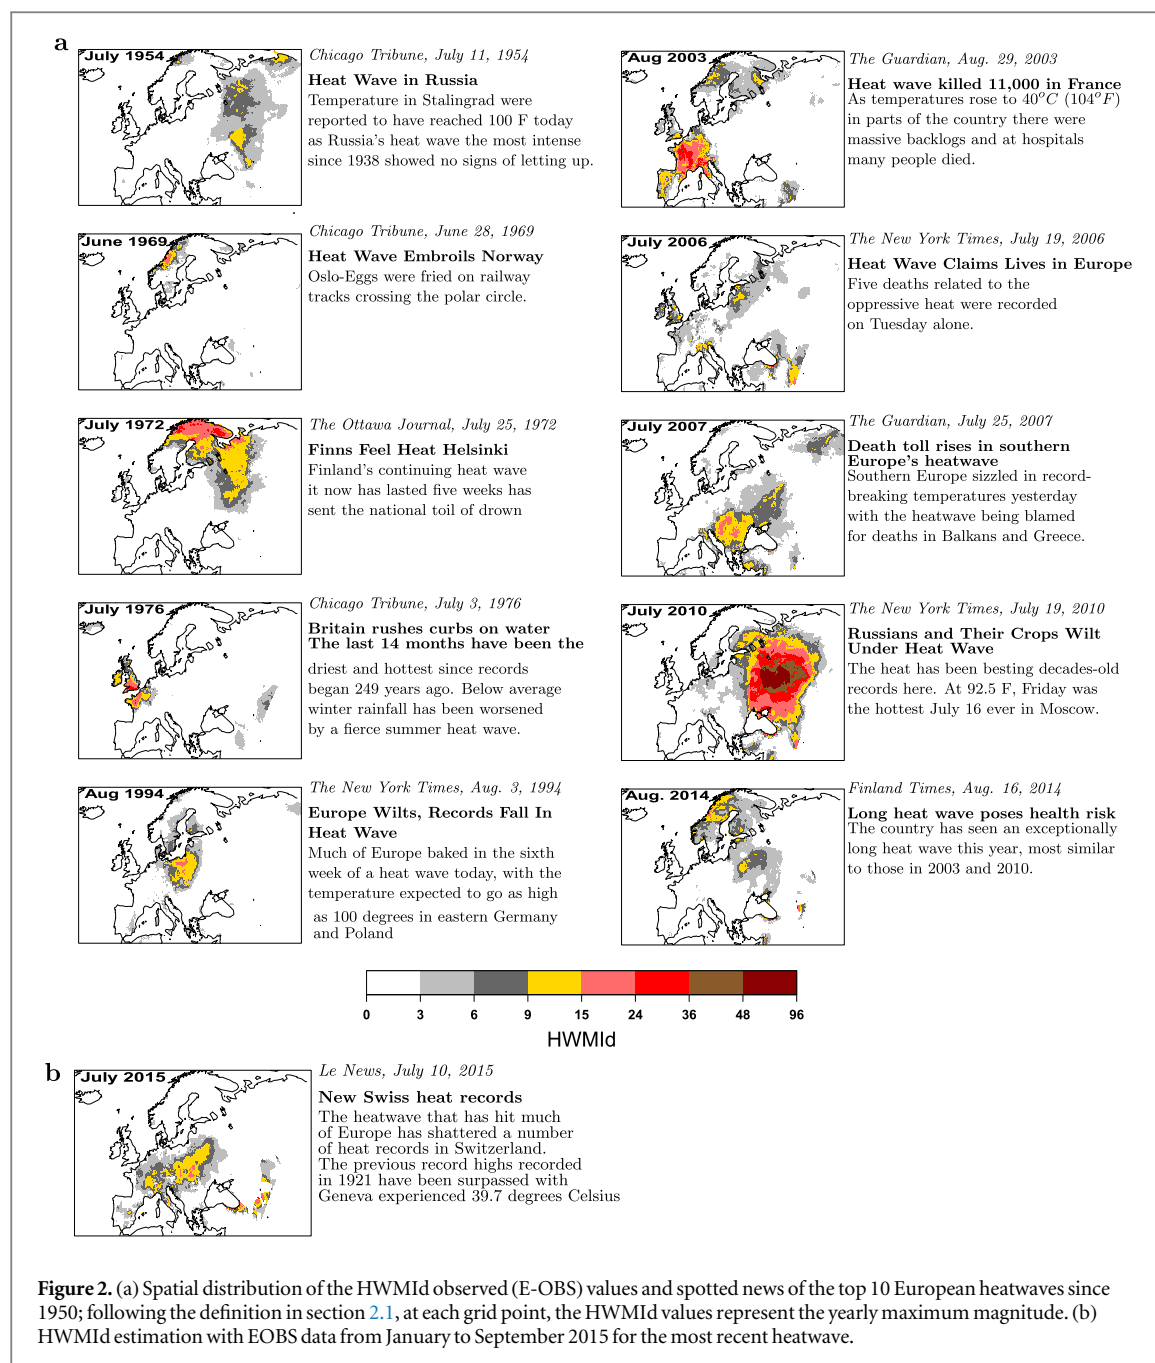 a
July 1954
Chicago Tribune, July 11, 1954
Heat Wave in Russia
Temperature in Stalingrad were
reported to have reached 100 F today
as Russia's heat wave the most intense
since 1938 showed no signs of letting up.
June 1969
Chicago Tribune, June 28, 1969
Heat Wave Embroils Norway
Oslo-Eggs were fried on railway
tracks crossing the polar circle.
July 1972
The Ottawa Journal, July 25, 1972
Finns Feel Heat Helsinki
Finland's continuing heat wave
it now has lasted five weeks has
sent the national toil of drown
July 1976
Chicago Tribune, July 3, 1976
Britain rushes curbs on water
The last 14 months have been the
driest and hottest since records
began 249 years ago. Below average
winter rainfall has been worsened
by a fierce summer heat wave.
Aug 1994
The New York Times, Aug. 3, 1994
Europe Wilts, Records Fall In
Heat Wave
Much of Europe baked in the sixth
week of a heat wave today, with the
temperature expected to go as high
as 100 degrees in eastern Germany
and Poland
Aug 2003
The Guardian, Aug. 29, 2003
Heat wave killed 11,000 in France
As temperatures rose to 40°C (104°F)
in parts of the country there were
massive backlogs and at hospitals
many people died.
July 2006
The New York Times, July 19, 2006
Heat Wave Claims Lives in Europe
Five deaths related to the
oppressive heat were recorded
on Tuesday alone.
July 2007
The Guardian, July 25, 2007
Death toll rises in southern
Europe's heatwave
Southern Europe sizzled in record-
breaking temperatures yesterday
with the heatwave being blamed
for deaths in Balkans and Greece.
July 2010
The New York Times, July 19, 2010
Russians and Their Crops Wilt
Under Heat Wave
The heat has been besting decades-old
records here. At 92.5 F, Friday was
the hottest July 16 ever in Moscow.
Aug. 2014
Finland Times, Aug. 16, 2014
Long heat wave poses health risk
The country has seen an exceptionally
long heat wave this year, most similar
to those in 2003 and 2010.
0 3 6 9 15 24 36 48 96
HWMId
b
July 2015
Le News, July 10, 2015
New Swiss heat records
The heatwave that has hit much
of Europe has shattered a number
of heat records in Switzerland.
The previous record highs recorded
in 1921 have been surpassed with
Geneva experienced 39.7 degrees Celsius
Figure 2. (a) Spatial distribution of the HWMId observed (E-OBS) values and spotted news of the top 10 European heatwaves since
1950; following the definition in section 2.1, at each grid point, the HWMId values represent the yearly maximum magnitude. (b)
HWMId estimation with EOBS data from January to September 2015 for the most recent heatwave.